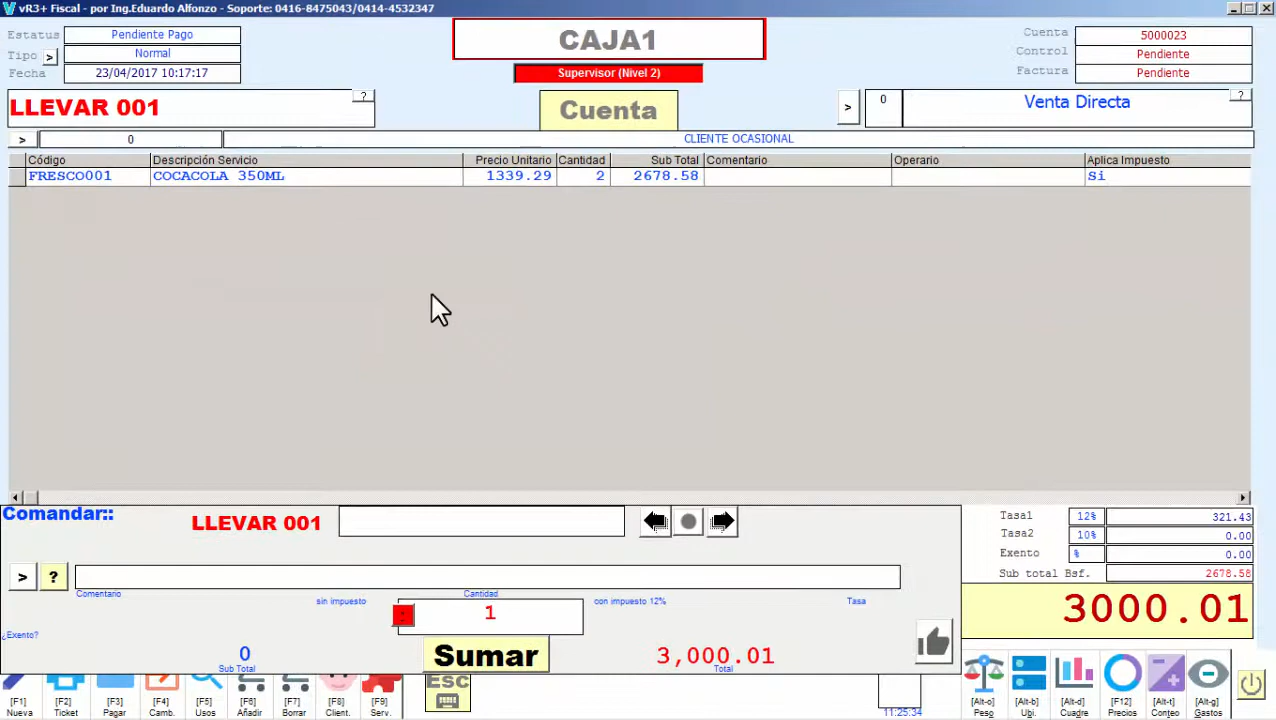 vR3+ Fiscal - por Ing.Eduardo Alfonzo - Soporte: 0416-8475043/0414-4532347
Estatus Pendiente Pago
Tipo > Normal
Fecha 23/04/2017 10:17:17
CAJA1
Supervisor (Nivel 2)
Cuenta 5000023
Control Pendiente
Factura Pendiente
LLEVAR 001 ?
Cuenta
> 0 Venta Directa ?
> 0 CLIENTE OCASIONAL
Código Descripción Servicio Precio Unitario Cantidad Sub Total Comentario Operario Aplica Impuesto
FRESCO001 COCACOLA 350ML 1339.29 2 2678.58 Si
Comandar::
LLEVAR 001
> ?
Comentario sin impuesto Cantidad con impuesto 12% Tasa
: 1
¿Exento?
0 Sumar 3,000.01
Sub Total Total
Tasa1 12% 321.43
Tasa2 10% 0.00
Exento % 0.00
Sub total Bsf. 2678.58
3000.01
[F1] Nueva
[F2] Ticket
[F3] Pagar
[F4] Camb.
[F5] Usos
[F6] Añadir
[F7] Borrar
[F8] Client.
[F9] Serv.
ESC
11:25:34
[Alt-o] Peso
[Alt-b] Ubi.
[Alt-d] Cuadre
[F12] Precios
[Alt-t] Conteo
[Alt-g] Gastos